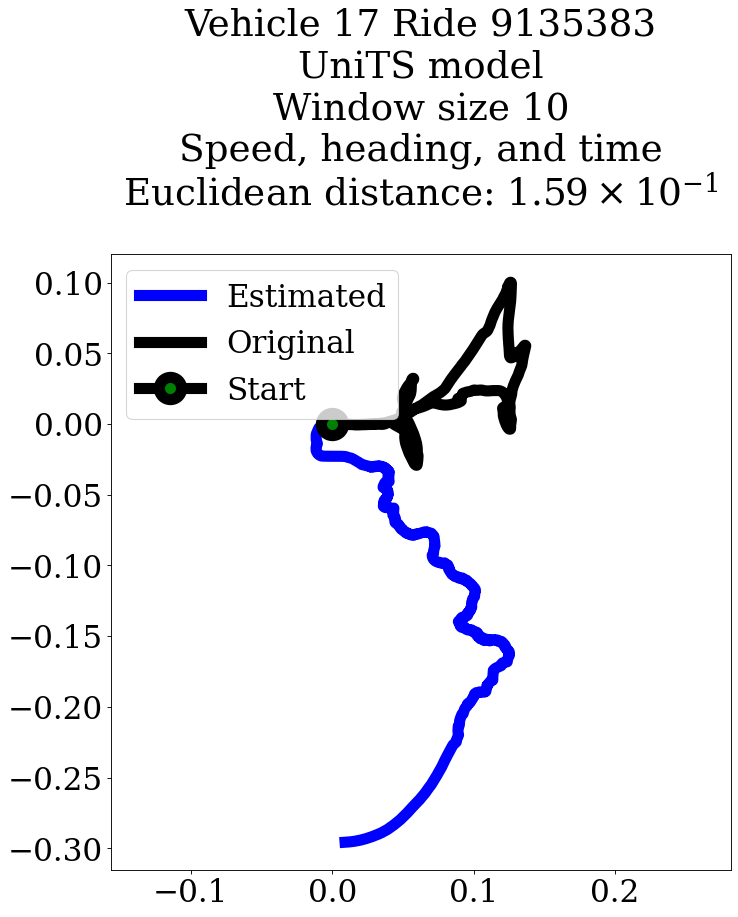 Vehicle 17 Ride 9135383
UniTS model
Window size 10
Speed, heading, and time
Euclidean distance: 1.59 × 10⁻¹
Estimated
Original
Start
0.10
0.05
0.00
−0.05
−0.10
−0.15
−0.20
−0.25
−0.30
−0.1 0.0 0.1 0.2